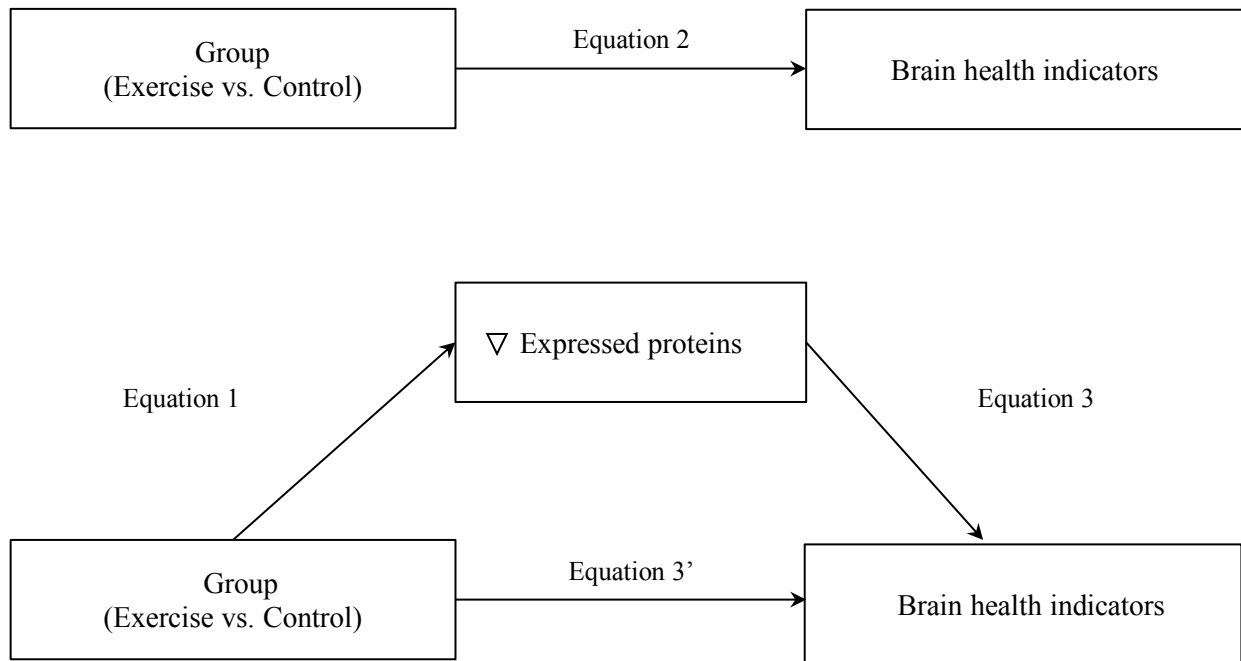 Group
(Exercise vs. Control)
Equation 2
Brain health indicators
▽ Expressed proteins
Equation 1
Equation 3
Group
(Exercise vs. Control)
Equation 3’
Brain health indicators